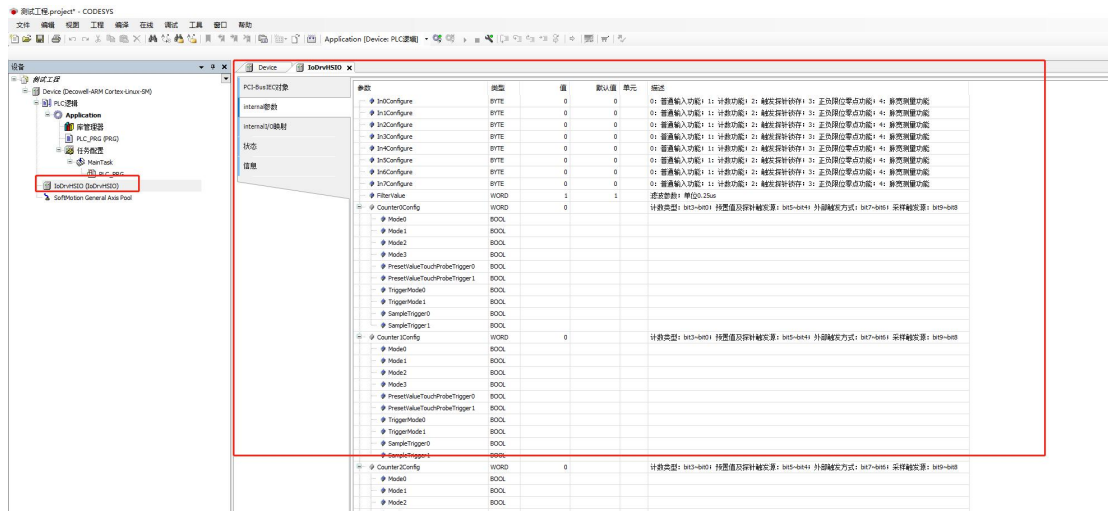 测试工程.project* - CODESYS
文件 编辑 视图 工程 编译 在线 调试 工具 窗口 帮助
Application [Device: PLC逻辑]
设备
测试工程
Device (Decowell-ARM Cortex-Linux-SM)
PLC逻辑
Application
库管理器
PLC_PRG (PRG)
任务配置
MainTask
PLC_PRG
IoDrvHSIO (IoDrvHSIO)
SoftMotion General Axis Pool
Device IoDrvHSIO
PCI-BusIEC对象
internal参数
internalI/O映射
状态
信息
参数 类型 值 默认值 单元 描述
In0Configure BYTE 0 0 0: 普通输入功能; 1: 计数功能; 2: 触发探针锁存; 3: 正负限位零点功能; 4: 脉宽测量功能
In1Configure BYTE 0 0 0: 普通输入功能; 1: 计数功能; 2: 触发探针锁存; 3: 正负限位零点功能; 4: 脉宽测量功能
In2Configure BYTE 0 0 0: 普通输入功能; 1: 计数功能; 2: 触发探针锁存; 3: 正负限位零点功能; 4: 脉宽测量功能
In3Configure BYTE 0 0 0: 普通输入功能; 1: 计数功能; 2: 触发探针锁存; 3: 正负限位零点功能; 4: 脉宽测量功能
In4Configure BYTE 0 0 0: 普通输入功能; 1: 计数功能; 2: 触发探针锁存; 3: 正负限位零点功能; 4: 脉宽测量功能
In5Configure BYTE 0 0 0: 普通输入功能; 1: 计数功能; 2: 触发探针锁存; 3: 正负限位零点功能; 4: 脉宽测量功能
In6Configure BYTE 0 0 0: 普通输入功能; 1: 计数功能; 2: 触发探针锁存; 3: 正负限位零点功能; 4: 脉宽测量功能
In7Configure BYTE 0 0 0: 普通输入功能; 1: 计数功能; 2: 触发探针锁存; 3: 正负限位零点功能; 4: 脉宽测量功能
FilterValue WORD 1 1 滤波参数: 单位0.25us
Counter0Config WORD 0 计数类型: bit3~bit0; 预置值及探针触发源: bit5~bit4; 外部触发方式: bit7~bit6; 采样触发源: bit9~bit8
Mode0 BOOL
Mode1 BOOL
Mode2 BOOL
Mode3 BOOL
PresetValueTouchProbeTrigger0 BOOL
PresetValueTouchProbeTrigger1 BOOL
TriggerMode0 BOOL
TriggerMode1 BOOL
SampleTrigger0 BOOL
SampleTrigger1 BOOL
Counter1Config WORD 0 计数类型: bit3~bit0; 预置值及探针触发源: bit5~bit4; 外部触发方式: bit7~bit6; 采样触发源: bit9~bit8
Mode0 BOOL
Mode1 BOOL
Mode2 BOOL
Mode3 BOOL
PresetValueTouchProbeTrigger0 BOOL
PresetValueTouchProbeTrigger1 BOOL
TriggerMode0 BOOL
TriggerMode1 BOOL
SampleTrigger0 BOOL
SampleTrigger1 BOOL
Counter2Config WORD 0 计数类型: bit3~bit0; 预置值及探针触发源: bit5~bit4; 外部触发方式: bit7~bit6; 采样触发源: bit9~bit8
Mode0 BOOL
Mode1 BOOL
Mode2 BOOL